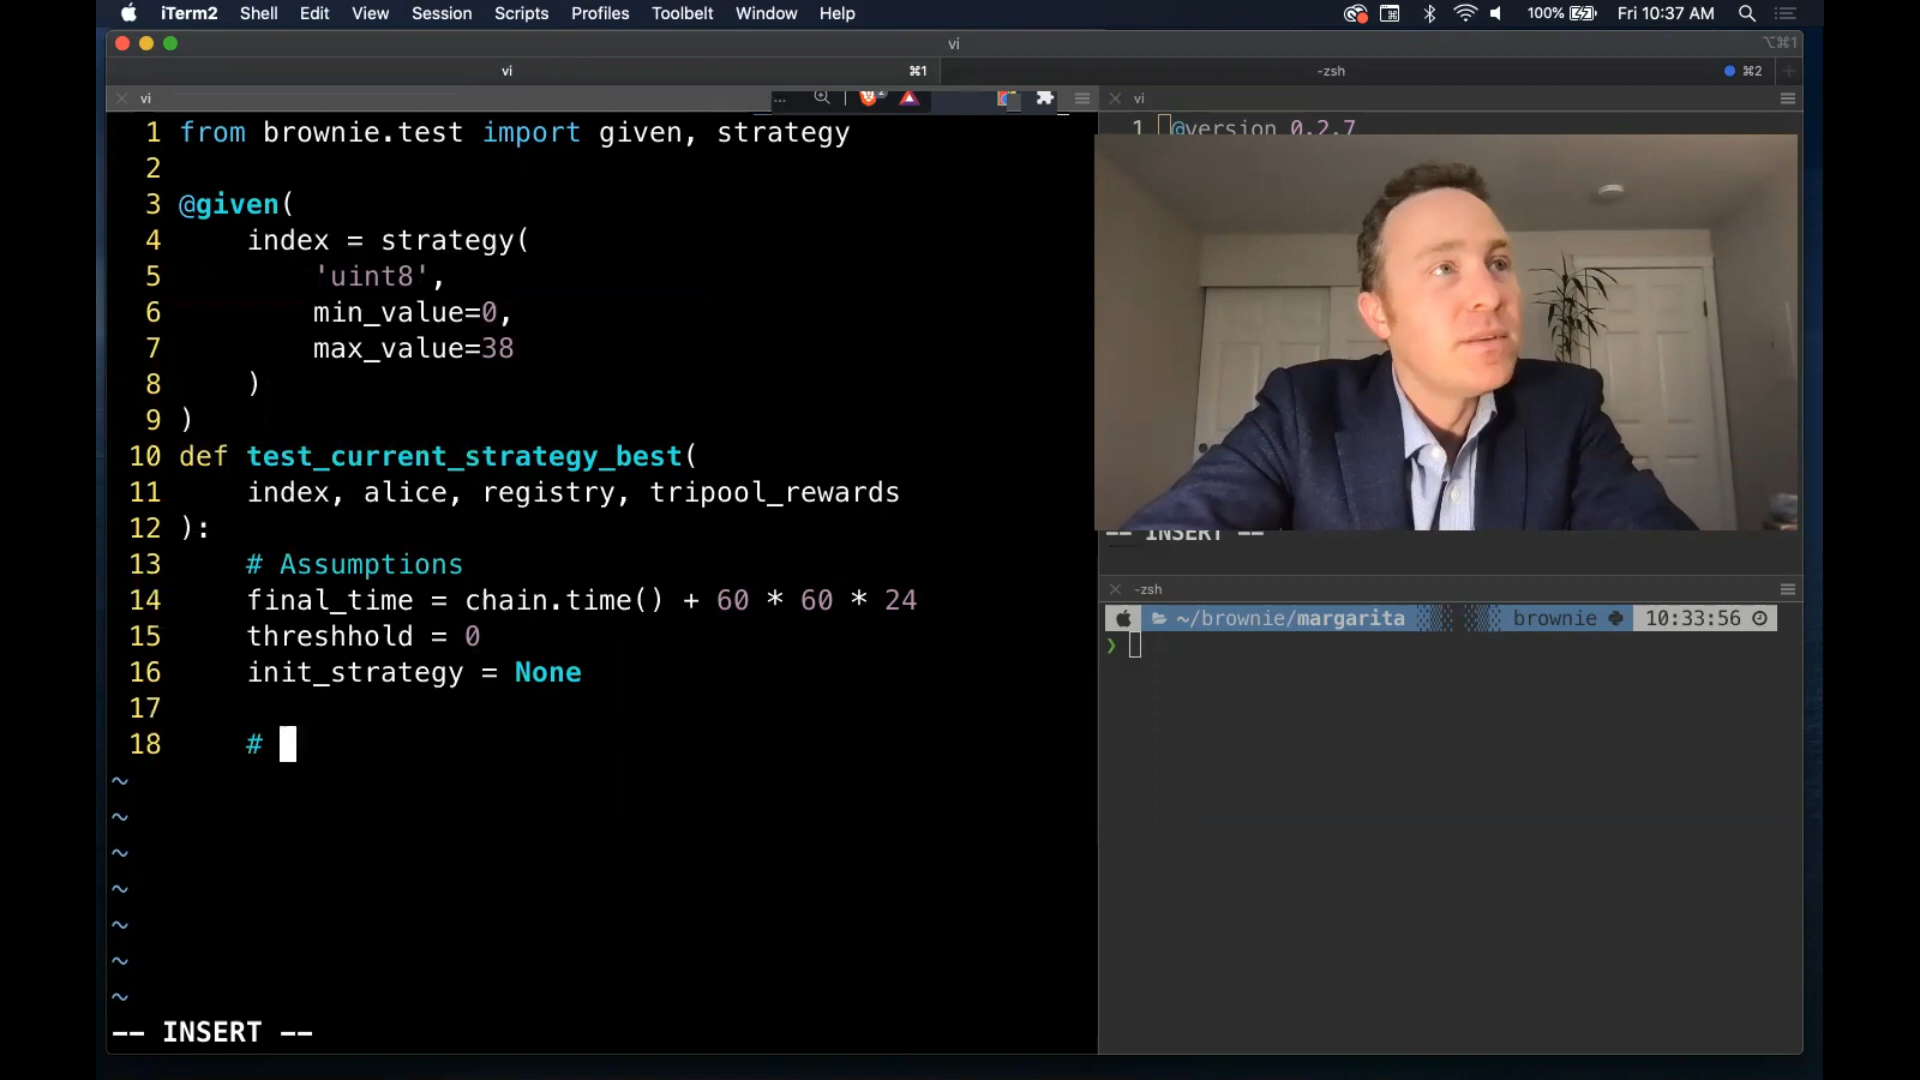 iTerm2 Shell Edit View Session Scripts Profiles Toolbelt Window Help 100% Fri 10:37 AM
vi ⌥⌘1
vi ⌘1 -zsh ⌘2
vi ... 2 vi
1 from brownie.test import given, strategy
2
3 @given(
4 index = strategy(
5 'uint8',
6 min_value=0,
7 max_value=38
8 )
9 )
10 def test_current_strategy_best(
11 index, alice, registry, tripool_rewards
12 ):
13 # Assumptions
14 final_time = chain.time() + 60 * 60 * 24
15 threshhold = 0
16 init_strategy = None
17
18 #
~
~
~
~
~
~
~
-- INSERT --
1 @version 0.2.7
-- INSERT --
-zsh
~/brownie/margarita brownie 10:33:56
❯